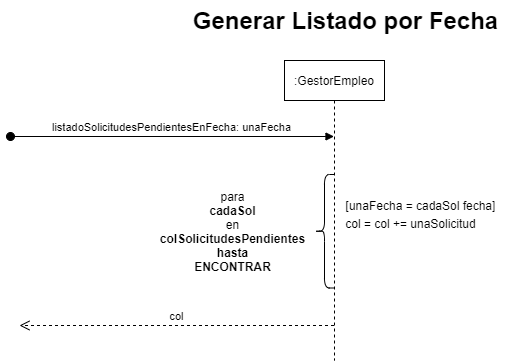 Generar Listado por Fecha
:GestorEmpleo
listadoSolicitudesPendientesEnFecha: unaFecha
para
cadaSol
en
colSolicitudesPendientes
hasta
ENCONTRAR
[unaFecha = cadaSol fecha]
col = col += unaSolicitud
col